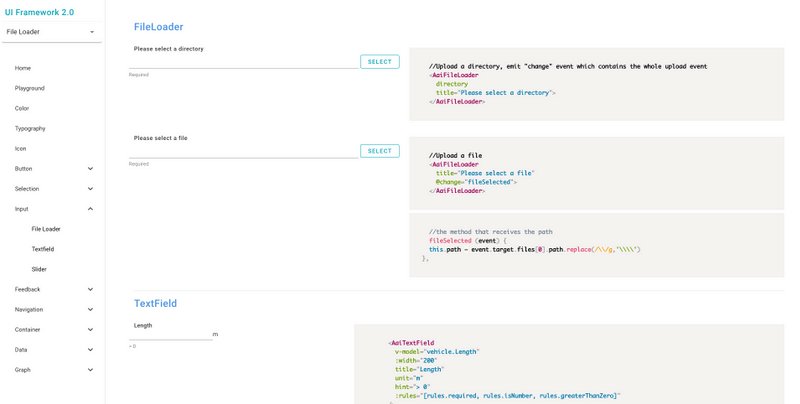 UI Framework 2.0
File Loader
Home
Playground
Color
Typography
Icon
Button
Selection
Input
File Loader
Textfield
Slider
Feedback
Navigation
Container
Data
Graph
FileLoader
Please select a directory
SELECT
Required
//Upload a directory, emit "change" event which contains the whole upload event
<AaiFileLoader
directory
title="Please select a directory">
</AaiFileLoader>
Please select a file
SELECT
Required
//Upload a file
<AaiFileLoader
title="Please select a file"
@change="fileSelected">
</AaiFileLoader>
//the method that receives the path
fileSelected (event) {
this.path = event.target.files[0].path.replace(/\\/g,"\\\\")
},
TextField
Length
m
> 0
<AaiTextField
v-model="vehicle.Length"
:width="200"
title="Length"
unit="m"
hint="> 0"
:rules="[rules.required, rules.isNumber, rules.greaterThanZero]"